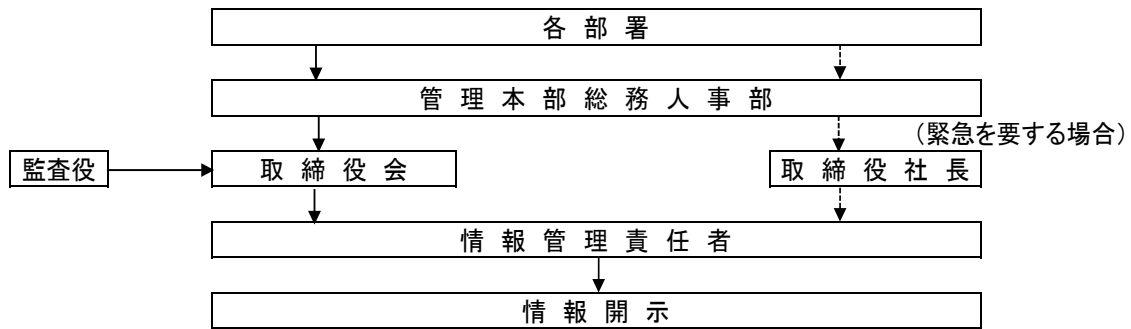 各部署
管理本部総務人事部
（緊急を要する場合）
監査役
取締役会
取締役社長
情報管理責任者
情報開示